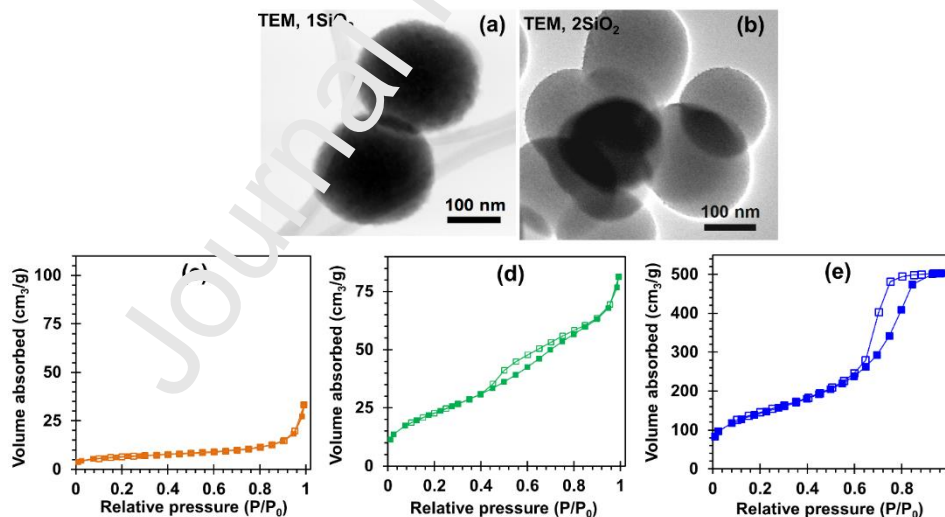 TEM, 1SiO₂
(a)
100 nm
TEM, 2SiO₂
(b)
100 nm
Journal
Volume absorbed (cm3/g)
100
75
50
25
0
0 0.2 0.4 0.6 0.8 1
Relative pressure (P/P₀)
Volume absorbed (cm3/g)
(d)
75
50
25
0
0 0.2 0.4 0.6 0.8 1
Relative pressure (P/P₀)
Volume absorbed (cm3/g)
(e)
500
400
300
200
100
0
0 0.2 0.4 0.6 0.8
Relative pressure (P/P₀)